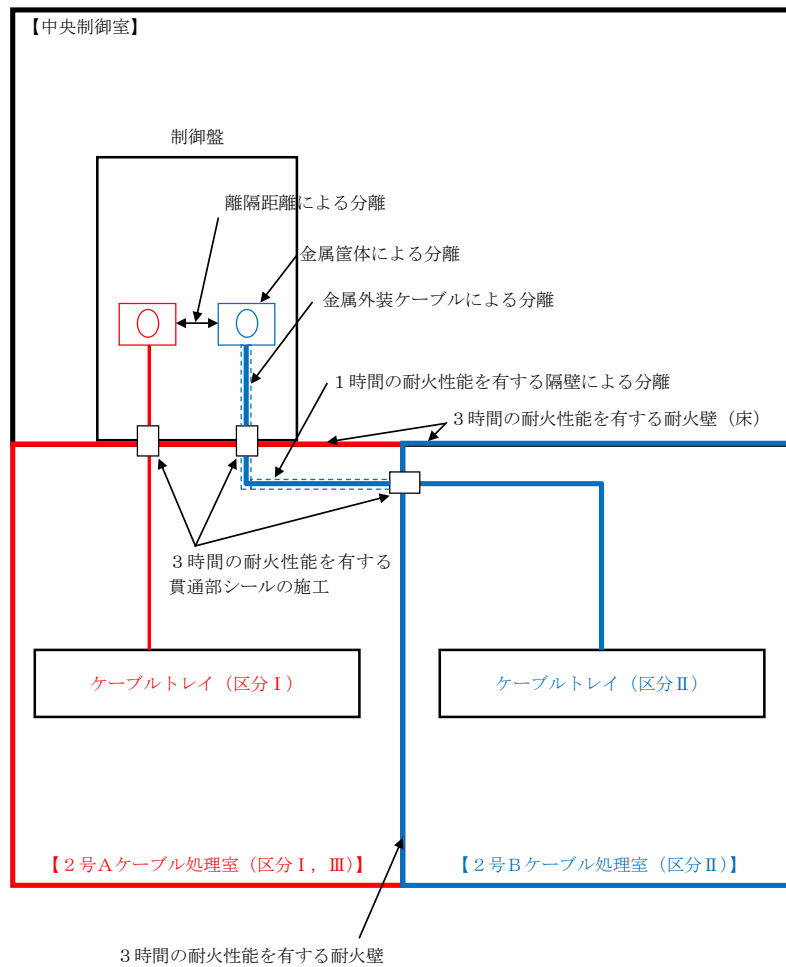 【中央制御室】
制御盤
離隔距離による分離
金属筐体による分離
金属外装ケーブルによる分離
１時間の耐火性能を有する隔壁による分離
３時間の耐火性能を有する耐火壁（床）
３時間の耐火性能を有する
貫通部シールの施工
ケーブルトレイ（区分Ⅰ）
ケーブルトレイ（区分Ⅱ）
【２号Ａケーブル処理室（区分Ⅰ，Ⅲ）】
【２号Ｂケーブル処理室（区分Ⅱ）】
３時間の耐火性能を有する耐火壁